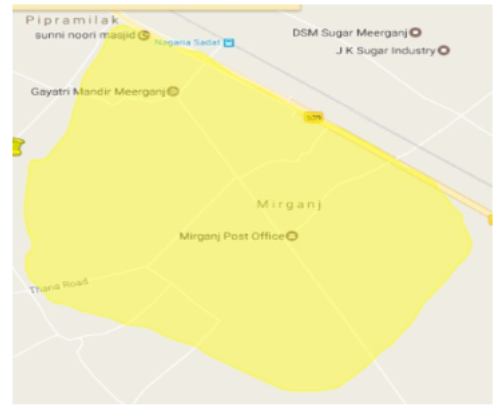 Pipramilak
sunni noori masjid
Nagaria Sadat
DSM Sugar Meerganj
J K Sugar Industry
Gayatri Mandir Meerganj
Mirganj
Mirganj Post Office
Thana Road